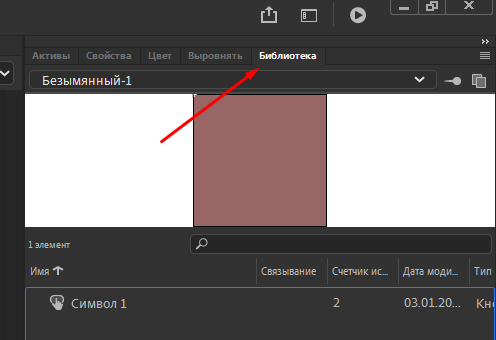 Активы Свойства Цвет Выровнять Библиотека
Безымянный-1
1 элемент
Имя Связывание Счетчик ис... Дата моди... Тип
Символ 1 2 03.01.20... Кно